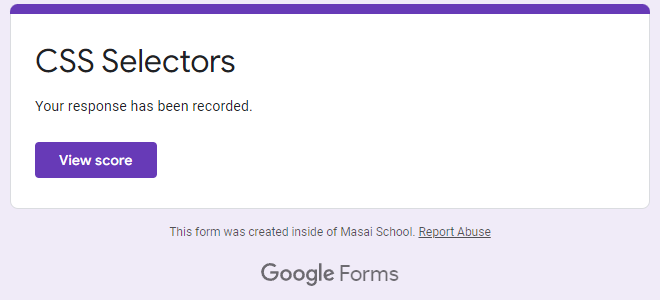 CSS Selectors
Your response has been recorded.
View score
This form was created inside of Masai School. Report Abuse
Google Forms